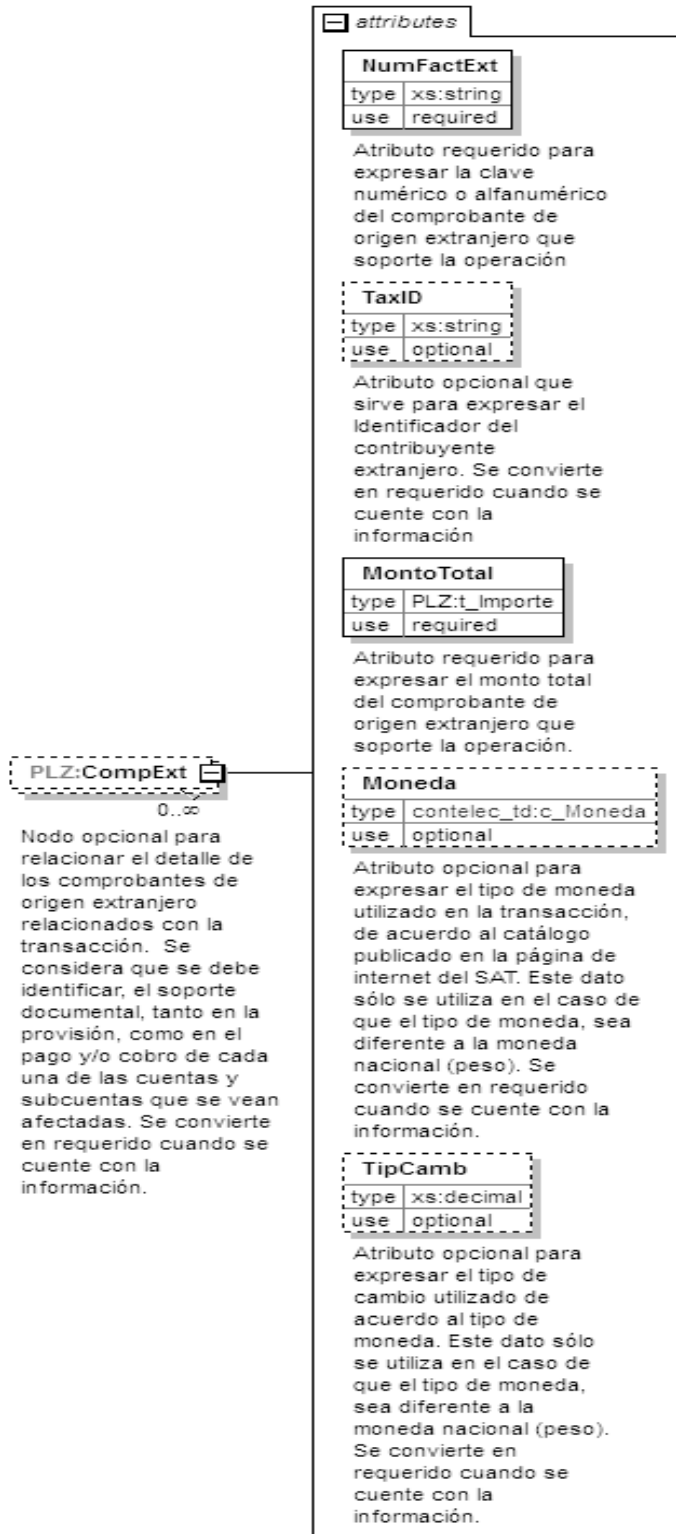 attributes
NumFactExt
type xs:string
use required
Atributo requerido para
expresar la clave
numérico o alfanumérico
del comprobante de
origen extranjero que
soporte la operación
TaxID
type xs:string
use optional
Atributo opcional que
sirve para expresar el
Identificador del
contribuyente
extranjero. Se convierte
en requerido cuando se
cuente con la
información
MontoTotal
type PLZ:t_Importe
use required
Atributo requerido para
expresar el monto total
del comprobante de
origen extranjero que
soporte la operación.
PLZ:CompExt
0..∞
Nodo opcional para
relacionar el detalle de
los comprobantes de
origen extranjero
relacionados con la
transacción. Se
considera que se debe
identificar, el soporte
documental, tanto en la
provisión, como en el
pago y/o cobro de cada
una de las cuentas y
subcuentas que se vean
afectadas. Se convierte
en requerido cuando se
cuente con la
información.
Moneda
type contelec_td:c_Moneda
use optional
Atributo opcional para
expresar el tipo de moneda
utilizado en la transacción,
de acuerdo al catálogo
publicado en la página de
internet del SAT. Este dato
sólo se utiliza en el caso de
que el tipo de moneda, sea
diferente a la moneda
nacional (peso). Se
convierte en requerido
cuando se cuente con la
información.
TipCamb
type xs:decimal
use optional
Atributo opcional para
expresar el tipo de
cambio utilizado de
acuerdo al tipo de
moneda. Este dato sólo
se utiliza en el caso de
que el tipo de moneda,
sea diferente a la
moneda nacional (peso).
Se convierte en
requerido cuando se
cuente con la
información.